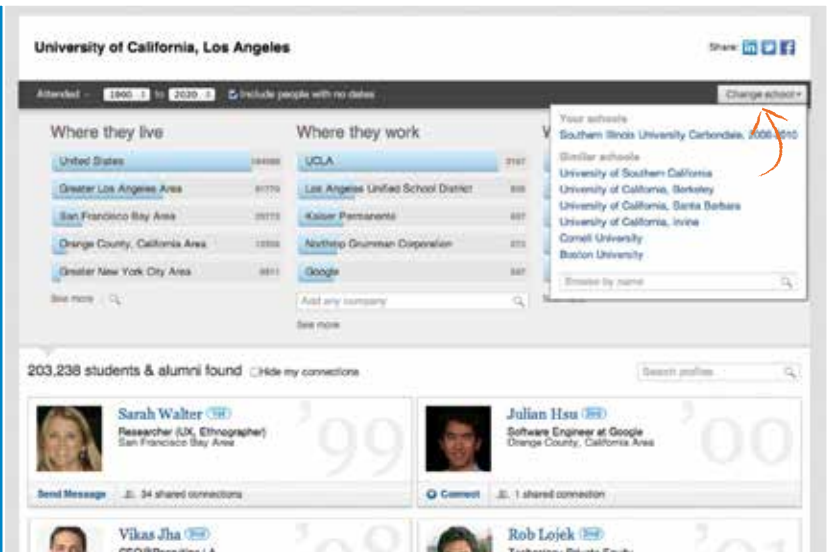 University of California, Los Angeles
Share:
Attended 1900 to 2020 Include people with no dates Change school
Where they live
United States
Greater Los Angeles Area
San Francisco Bay Area
Orange County, California Area
Greater New York City Area
See more
Where they work
UCLA 3167
Los Angeles Unified School District
Kaiser Permanente
Northrop Grumman Corporation
Google
Add any company
See more
Your schools
Southern Illinois University Carbondale, 2006-2010
Similar schools
University of Southern California
University of California, Berkeley
University of California, Santa Barbara
University of California, Irvine
Cornell University
Boston University
Browse by name
203,238 students & alumni found Hide my connections Search profiles
Sarah Walter 1st
Researcher (UX, Ethnographer)
San Francisco Bay Area
'99
Send Message 34 shared connections
Julian Hsu 2nd
Software Engineer at Google
Orange County, California Area
'00
Connect 1 shared connection
Vikas Jha
Rob Lojek
Technology Private Equity